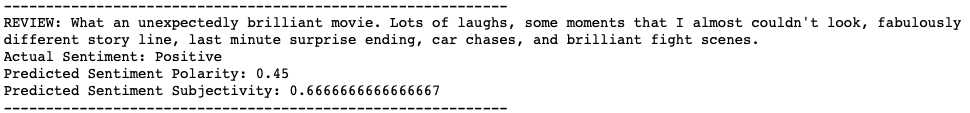 ------------------------------------------------------------
REVIEW: What an unexpectedly brilliant movie. Lots of laughs, some moments that I almost couldn't look, fabulously
different story line, last minute surprise ending, car chases, and brilliant fight scenes.
Actual Sentiment: Positive
Predicted Sentiment Polarity: 0.45
Predicted Sentiment Subjectivity: 0.6666666666666667
------------------------------------------------------------